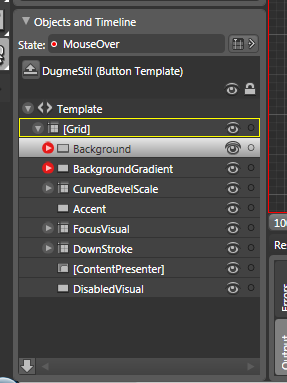 Objects and Timeline
State:
MouseOver
DugmeStil (Button Template)
Template
[Grid]
Background
BackgroundGradient
CurvedBevelScale
Accent
FocusVisual
DownStroke
[ContentPresenter]
DisabledVisual
10
Re
Errors
Output